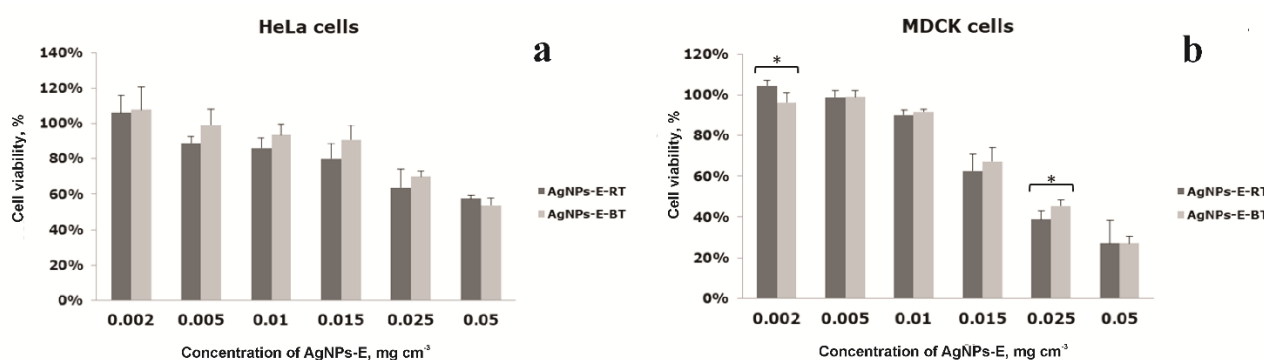 HeLa cells
a
140%
120%
100%
80%
60%
40%
20%
0%
Cell viability, %
0.002 0.005 0.01 0.015 0.025 0.05
Concentration of AgNPs-E, mg cm⁻³
AgNPs-E-RT
AgNPs-E-BT
MDCK cells
b
120%
100%
80%
60%
40%
20%
0%
Cell viability, %
*
*
0.002 0.005 0.01 0.015 0.025 0.05
Concentration of AgNPs-E, mg cm⁻³
AgNPs-E-RT
AgNPs-E-BT